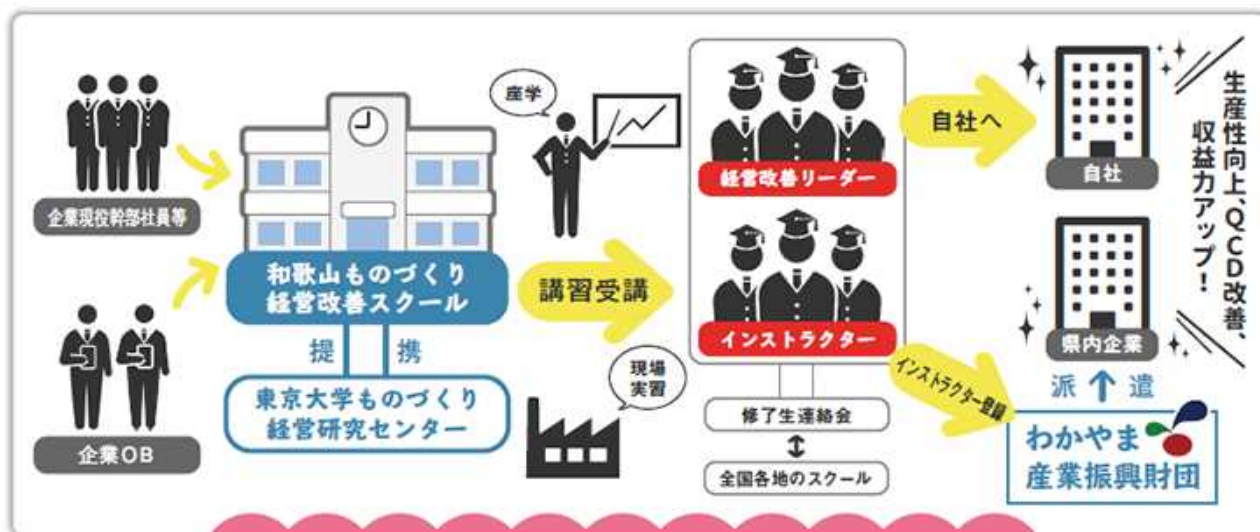 企業現役幹部社員等
企業OB
和歌山ものづくり
経営改善スクール
提携
東京大学ものづくり
経営研究センター
座学
講習受講
現場
実習
経営改善リーダー
インストラクター
修了生連絡会
全国各地のスクール
自社へ
自社
インストラクター登録
県内企業
派遣
わかやま
産業振興財団
生産性向上、QCD改善、
収益力アップ!